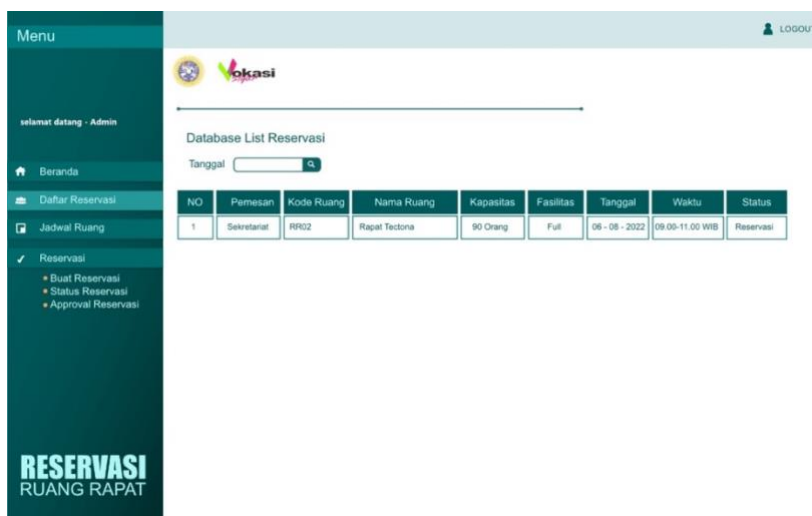 Menu
LOGOUT
Vokasi
selamat datang - Admin
Database List Reservasi
Tanggal
Beranda
Daftar Reservasi
Jadwal Ruang
Reservasi
Buat Reservasi
Status Reservasi
Approval Reservasi
NO Pemesan Kode Ruang Nama Ruang Kapasitas Fasilitas Tanggal Waktu Status
1 Sekretariat RR02 Rapat Tectona 90 Orang Full 06 - 08 - 2022 09.00-11.00 WIB Reservasi
RESERVASI
RUANG RAPAT